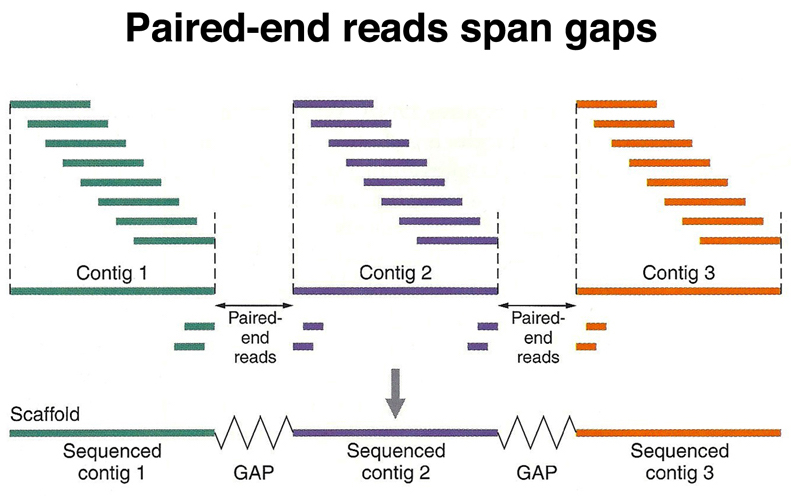 Paired-end reads span gaps
Contig 1
Contig 2
Contig 3
Paired-
end
reads
Paired-
end
reads
Scaffold
Sequenced
contig 1
GAP
Sequenced
contig 2
GAP
Sequenced
contig 3